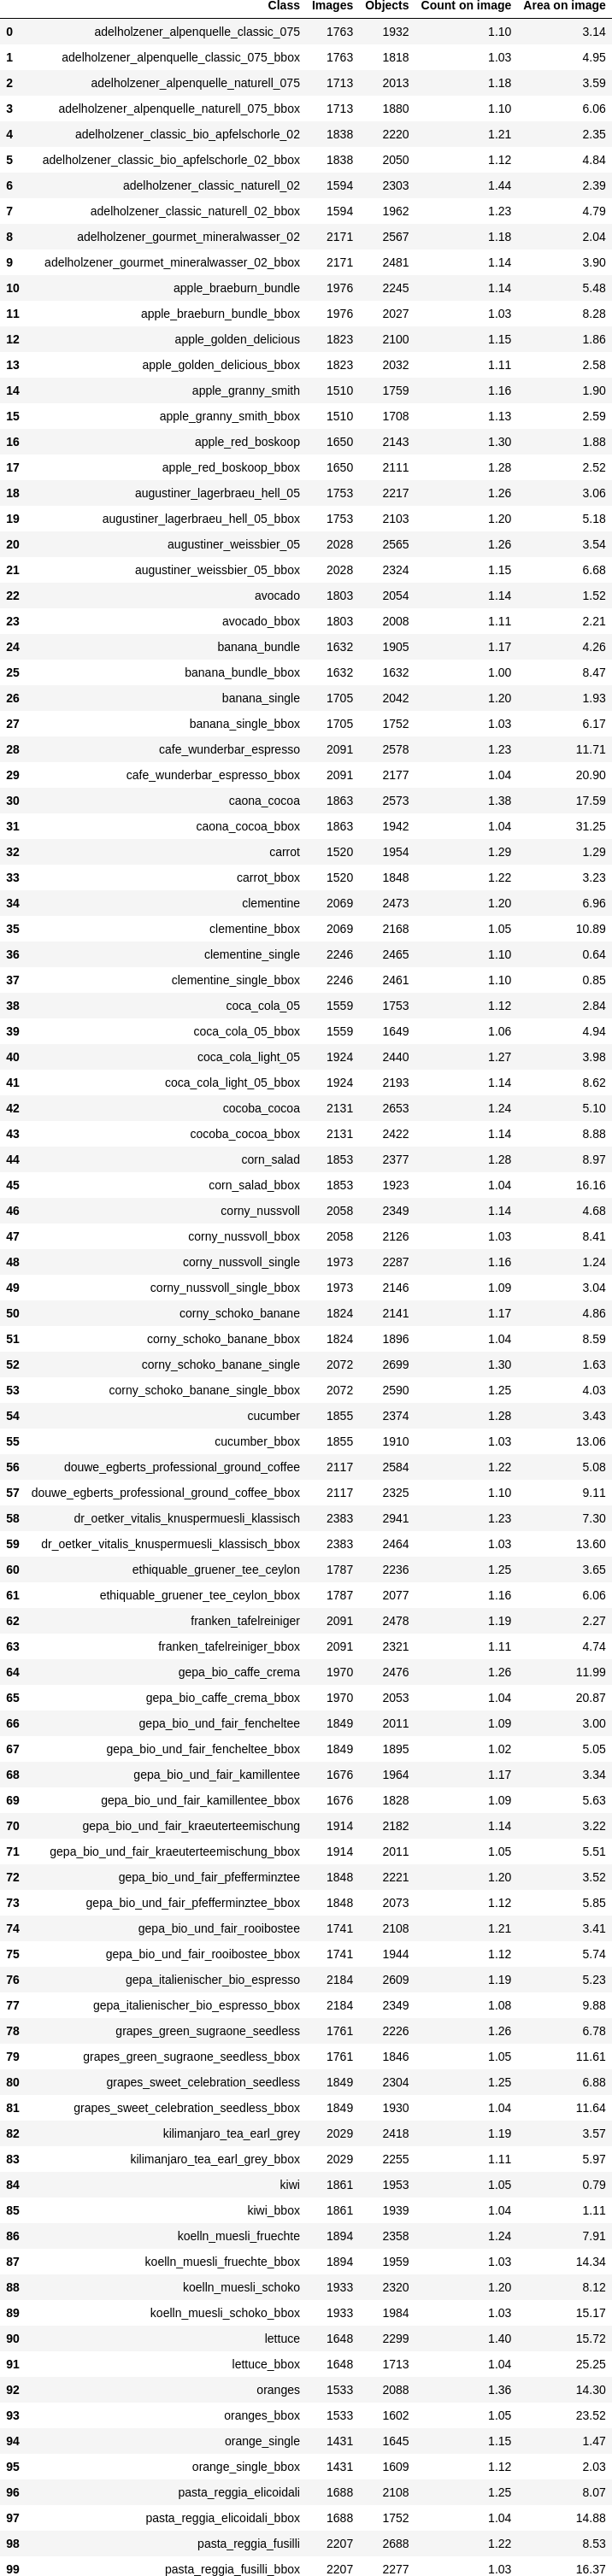 Class Images Objects Count on image Area on image
0 adelholzener_alpenquelle_classic_075 1763 1932 1.10 3.14
1 adelholzener_alpenquelle_classic_075_bbox 1763 1818 1.03 4.95
2 adelholzener_alpenquelle_naturell_075 1713 2013 1.18 3.59
3 adelholzener_alpenquelle_naturell_075_bbox 1713 1880 1.10 6.06
4 adelholzener_classic_bio_apfelschorle_02 1838 2220 1.21 2.35
5 adelholzener_classic_bio_apfelschorle_02_bbox 1838 2050 1.12 4.84
6 adelholzener_classic_naturell_02 1594 2303 1.44 2.39
7 adelholzener_classic_naturell_02_bbox 1594 1962 1.23 4.79
8 adelholzener_gourmet_mineralwasser_02 2171 2567 1.18 2.04
9 adelholzener_gourmet_mineralwasser_02_bbox 2171 2481 1.14 3.90
10 apple_braeburn_bundle 1976 2245 1.14 5.48
11 apple_braeburn_bundle_bbox 1976 2027 1.03 8.28
12 apple_golden_delicious 1823 2100 1.15 1.86
13 apple_golden_delicious_bbox 1823 2032 1.11 2.58
14 apple_granny_smith 1510 1759 1.16 1.90
15 apple_granny_smith_bbox 1510 1708 1.13 2.59
16 apple_red_boskoop 1650 2143 1.30 1.88
17 apple_red_boskoop_bbox 1650 2111 1.28 2.52
18 augustiner_lagerbraeu_hell_05 1753 2217 1.26 3.06
19 augustiner_lagerbraeu_hell_05_bbox 1753 2103 1.20 5.18
20 augustiner_weissbier_05 2028 2565 1.26 3.54
21 augustiner_weissbier_05_bbox 2028 2324 1.15 6.68
22 avocado 1803 2054 1.14 1.52
23 avocado_bbox 1803 2008 1.11 2.21
24 banana_bundle 1632 1905 1.17 4.26
25 banana_bundle_bbox 1632 1632 1.00 8.47
26 banana_single 1705 2042 1.20 1.93
27 banana_single_bbox 1705 1752 1.03 6.17
28 cafe_wunderbar_espresso 2091 2578 1.23 11.71
29 cafe_wunderbar_espresso_bbox 2091 2177 1.04 20.90
30 caona_cocoa 1863 2573 1.38 17.59
31 caona_cocoa_bbox 1863 1942 1.04 31.25
32 carrot 1520 1954 1.29 1.29
33 carrot_bbox 1520 1848 1.22 3.23
34 clementine 2069 2473 1.20 6.96
35 clementine_bbox 2069 2168 1.05 10.89
36 clementine_single 2246 2465 1.10 0.64
37 clementine_single_bbox 2246 2461 1.10 0.85
38 coca_cola_05 1559 1753 1.12 2.84
39 coca_cola_05_bbox 1559 1649 1.06 4.94
40 coca_cola_light_05 1924 2440 1.27 3.98
41 coca_cola_light_05_bbox 1924 2193 1.14 8.62
42 cocoba_cocoa 2131 2653 1.24 5.10
43 cocoba_cocoa_bbox 2131 2422 1.14 8.88
44 corn_salad 1853 2377 1.28 8.97
45 corn_salad_bbox 1853 1923 1.04 16.16
46 corny_nussvoll 2058 2349 1.14 4.68
47 corny_nussvoll_bbox 2058 2126 1.03 8.41
48 corny_nussvoll_single 1973 2287 1.16 1.24
49 corny_nussvoll_single_bbox 1973 2146 1.09 3.04
50 corny_schoko_banane 1824 2141 1.17 4.86
51 corny_schoko_banane_bbox 1824 1896 1.04 8.59
52 corny_schoko_banane_single 2072 2699 1.30 1.63
53 corny_schoko_banane_single_bbox 2072 2590 1.25 4.03
54 cucumber 1855 2374 1.28 3.43
55 cucumber_bbox 1855 1910 1.03 13.06
56 douwe_egberts_professional_ground_coffee 2117 2584 1.22 5.08
57 douwe_egberts_professional_ground_coffee_bbox 2117 2325 1.10 9.11
58 dr_oetker_vitalis_knuspermuesli_klassisch 2383 2941 1.23 7.30
59 dr_oetker_vitalis_knuspermuesli_klassisch_bbox 2383 2464 1.03 13.60
60 ethiquable_gruener_tee_ceylon 1787 2236 1.25 3.65
61 ethiquable_gruener_tee_ceylon_bbox 1787 2077 1.16 6.06
62 franken_tafelreiniger 2091 2478 1.19 2.27
63 franken_tafelreiniger_bbox 2091 2321 1.11 4.74
64 gepa_bio_caffe_crema 1970 2476 1.26 11.99
65 gepa_bio_caffe_crema_bbox 1970 2053 1.04 20.87
66 gepa_bio_und_fair_fencheltee 1849 2011 1.09 3.00
67 gepa_bio_und_fair_fencheltee_bbox 1849 1895 1.02 5.05
68 gepa_bio_und_fair_kamillentee 1676 1964 1.17 3.34
69 gepa_bio_und_fair_kamillentee_bbox 1676 1828 1.09 5.63
70 gepa_bio_und_fair_kraeuterteemischung 1914 2182 1.14 3.22
71 gepa_bio_und_fair_kraeuterteemischung_bbox 1914 2011 1.05 5.51
72 gepa_bio_und_fair_pfefferminztee 1848 2221 1.20 3.52
73 gepa_bio_und_fair_pfefferminztee_bbox 1848 2073 1.12 5.85
74 gepa_bio_und_fair_rooibostee 1741 2108 1.21 3.41
75 gepa_bio_und_fair_rooibostee_bbox 1741 1944 1.12 5.74
76 gepa_italienischer_bio_espresso 2184 2609 1.19 5.23
77 gepa_italienischer_bio_espresso_bbox 2184 2349 1.08 9.88
78 grapes_green_sugraone_seedless 1761 2226 1.26 6.78
79 grapes_green_sugraone_seedless_bbox 1761 1846 1.05 11.61
80 grapes_sweet_celebration_seedless 1849 2304 1.25 6.88
81 grapes_sweet_celebration_seedless_bbox 1849 1930 1.04 11.64
82 kilimanjaro_tea_earl_grey 2029 2418 1.19 3.57
83 kilimanjaro_tea_earl_grey_bbox 2029 2255 1.11 5.97
84 kiwi 1861 1953 1.05 0.79
85 kiwi_bbox 1861 1939 1.04 1.11
86 koelln_muesli_fruechte 1894 2358 1.24 7.91
87 koelln_muesli_fruechte_bbox 1894 1959 1.03 14.34
88 koelln_muesli_schoko 1933 2320 1.20 8.12
89 koelln_muesli_schoko_bbox 1933 1984 1.03 15.17
90 lettuce 1648 2299 1.40 15.72
91 lettuce_bbox 1648 1713 1.04 25.25
92 oranges 1533 2088 1.36 14.30
93 oranges_bbox 1533 1602 1.05 23.52
94 orange_single 1431 1645 1.15 1.47
95 orange_single_bbox 1431 1609 1.12 2.03
96 pasta_reggia_elicoidali 1688 2108 1.25 8.07
97 pasta_reggia_elicoidali_bbox 1688 1752 1.04 14.88
98 pasta_reggia_fusilli 2207 2688 1.22 8.53
99 pasta_reggia_fusilli_bbox 2207 2277 1.03 16.37